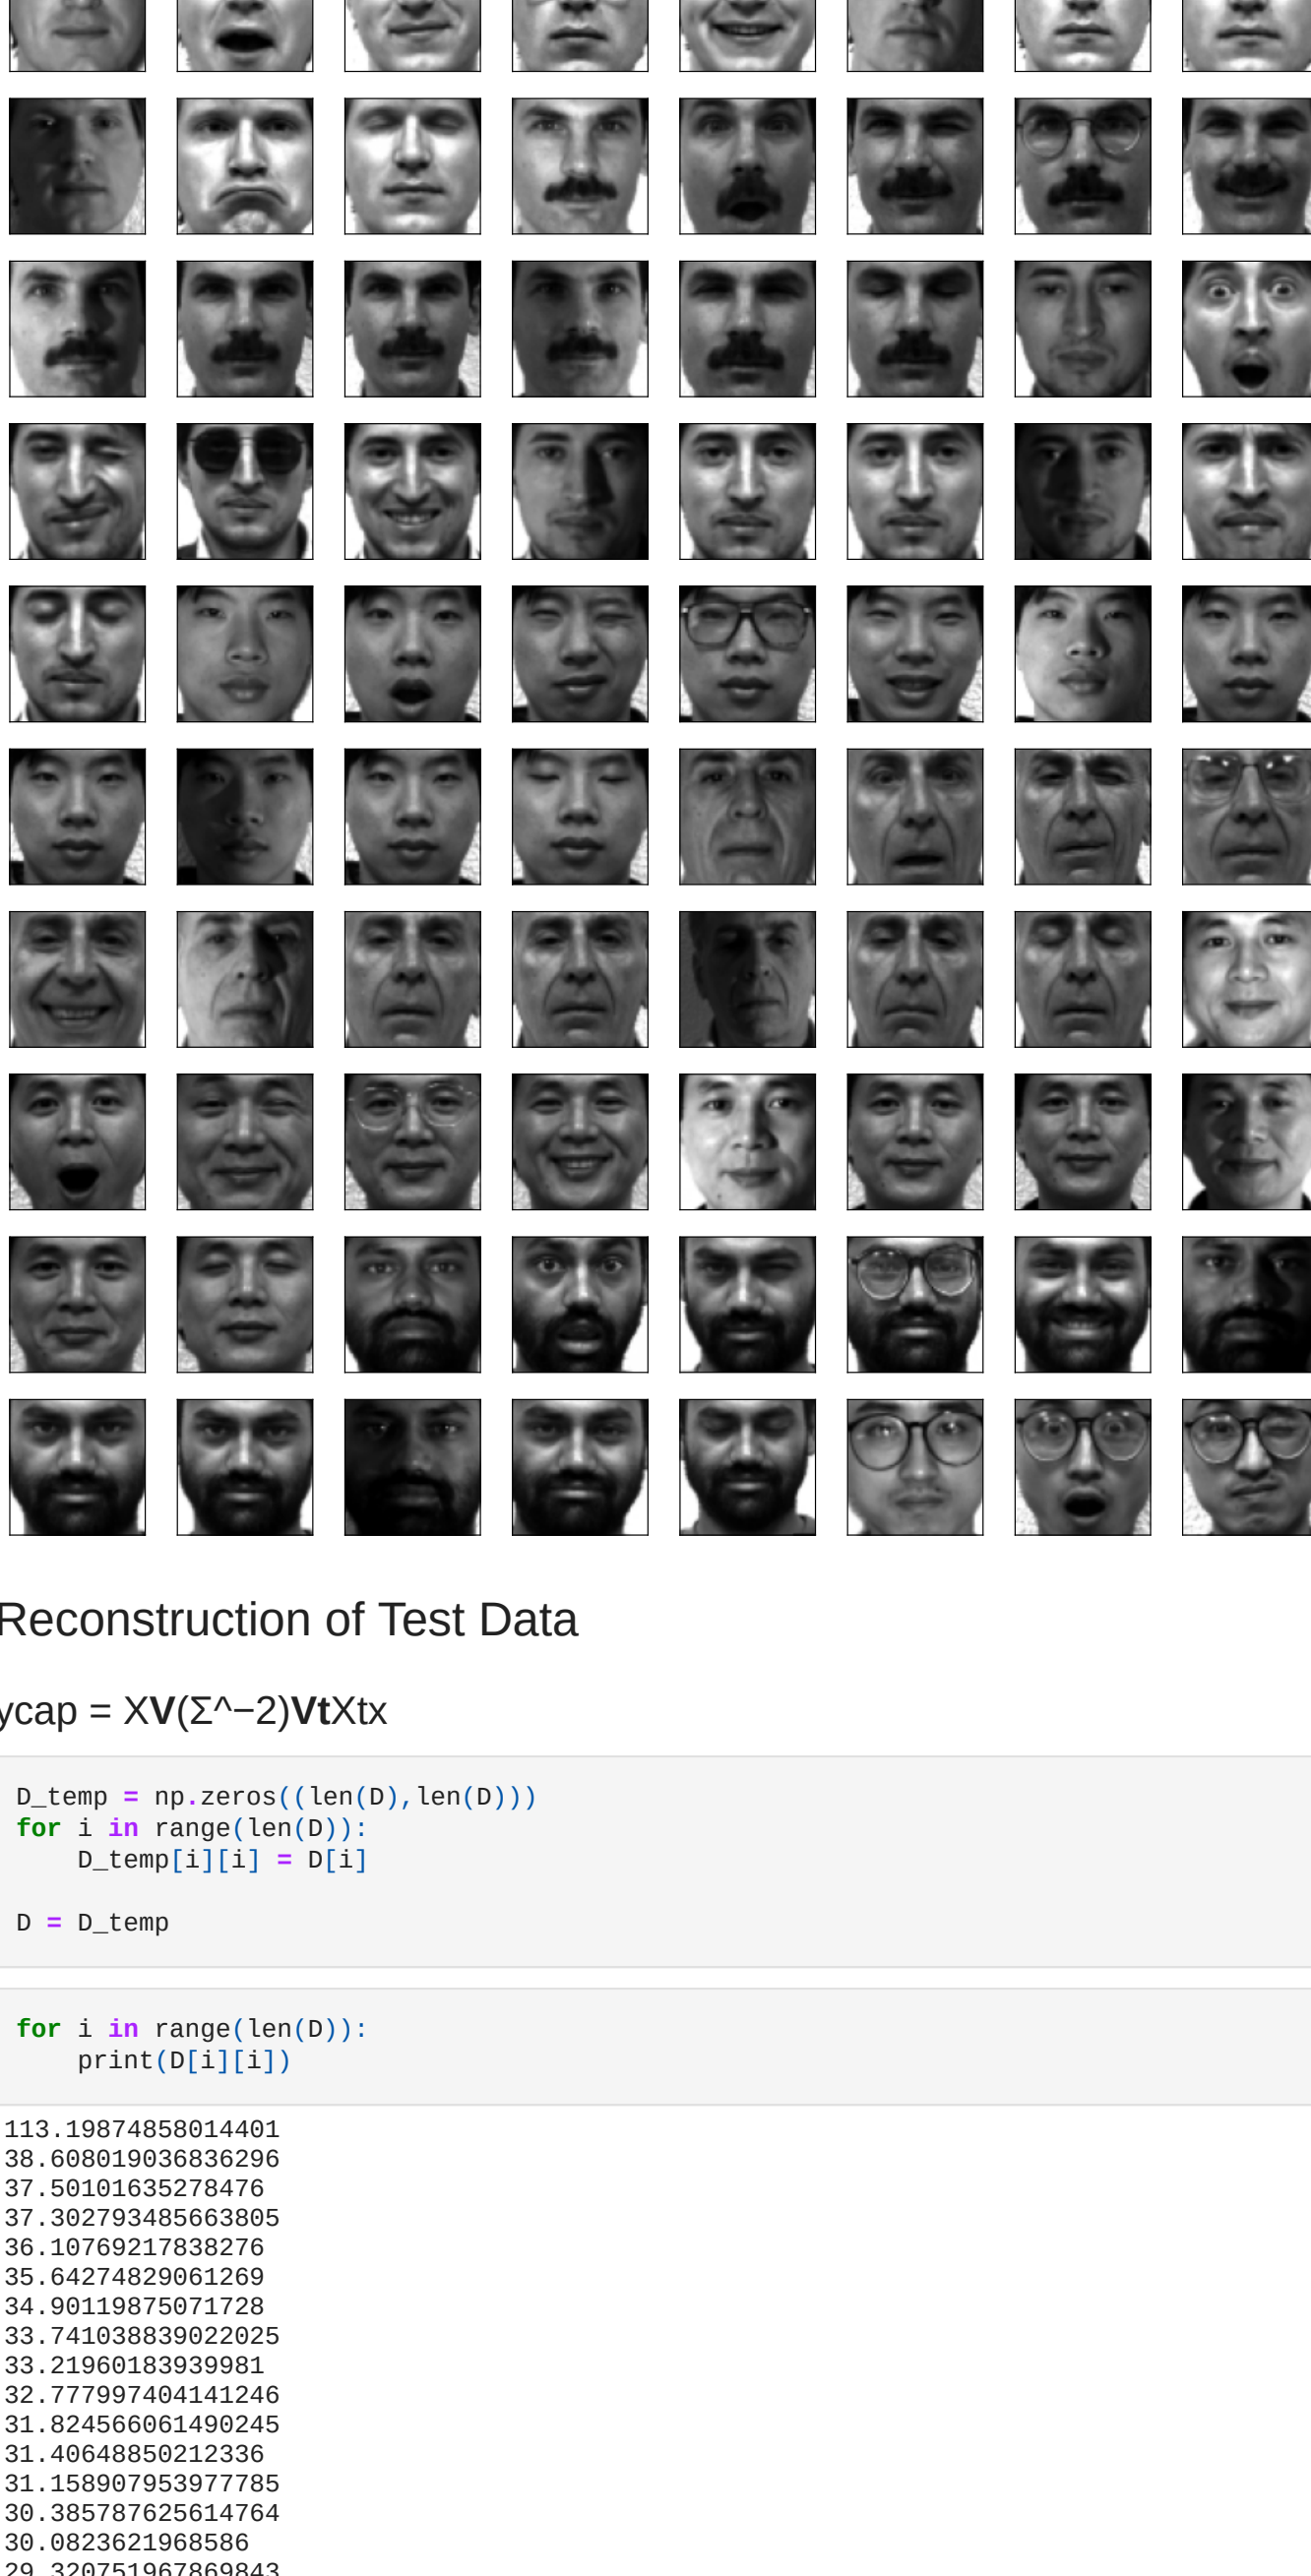 Reconstruction of Test Data
ycap = XV(Σ^−2)VtXtx
D_temp = np.zeros((len(D),len(D)))
for i in range(len(D)):
    D_temp[i][i] = D[i]
D = D_temp
for i in range(len(D)):
    print(D[i][i])
113.19874858014401
38.608019036836296
37.50101635278476
37.302793485663805
36.10769217838276
35.64274829061269
34.90119875071728
33.741038839022025
33.21960183939981
32.777997404141246
31.824566061490245
31.40648850212336
31.158907953977785
30.385787625614764
30.0823621968586
29.320751967869843